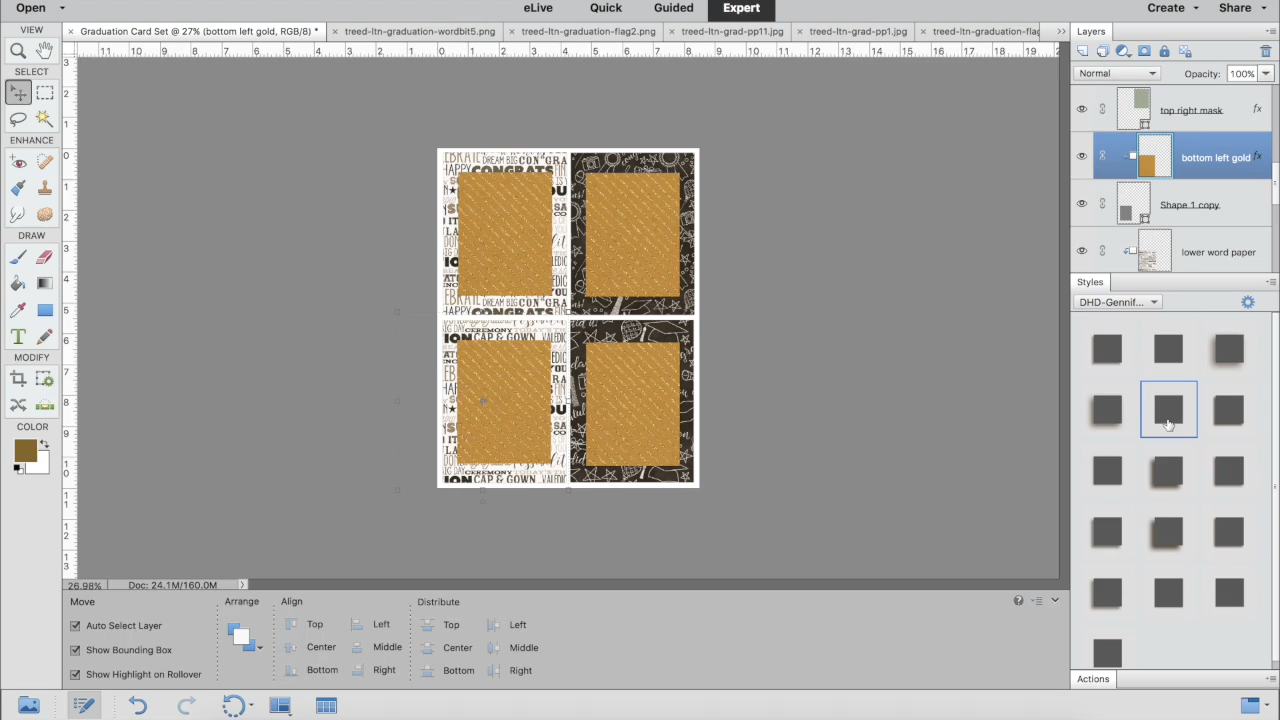 Open
eLive
Quick
Guided
Expert
Create
Share
VIEW
Graduation Card Set @ 27% (bottom left gold, RGB/8) *
treed-ltn-graduation-wordbit5.png
treed-ltn-graduation-flag2.png
treed-ltn-grad-pp11.jpg
treed-ltn-grad-pp1.jpg
treed-ltn-graduation-flag
Layers
SELECT
Normal
Opacity: 100%
top right mask
fx
bottom left gold
fx
Shape 1 copy
lower word paper
ENHANCE
DRAW
Styles
DHD-Gennif...
MODIFY
COLOR
DREAM BIG
HAPPY CONGRATS
CEREMONY
CAP & GOWN
26.98%
Doc: 24.1M/160.0M
Move
Arrange
Align
Distribute
Auto Select Layer
Top
Left
Top
Left
Show Bounding Box
Center
Middle
Center
Middle
Show Highlight on Rollover
Bottom
Right
Bottom
Right
Actions